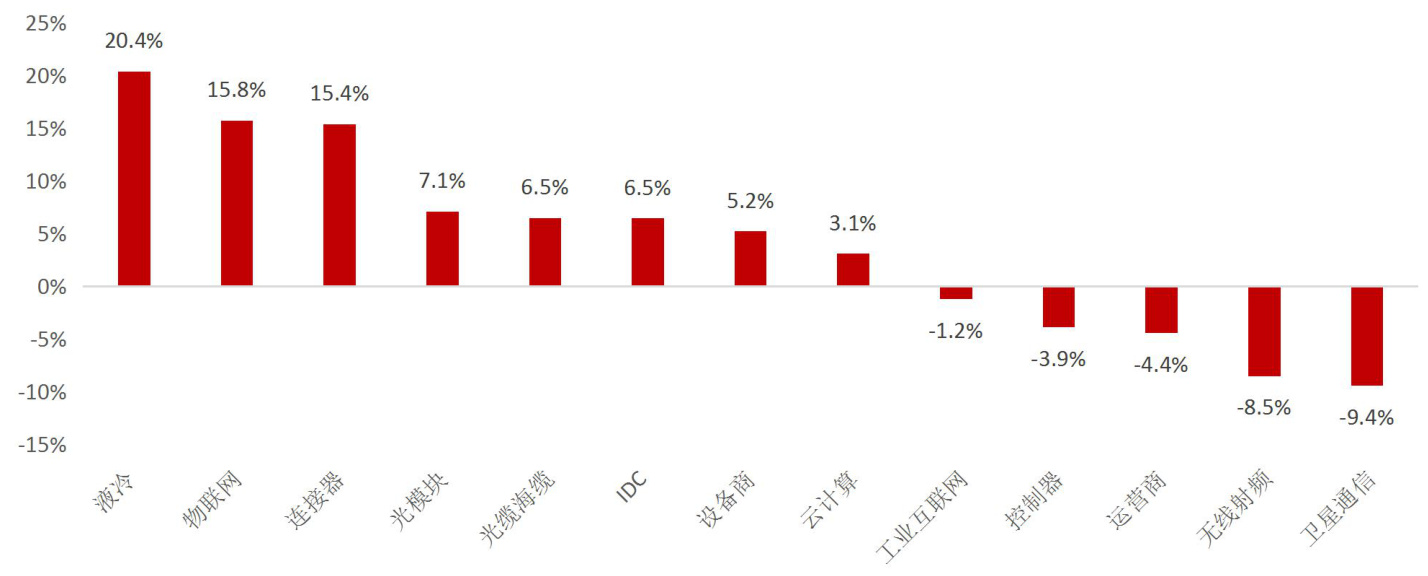 25%
20%
15%
10%
5%
0%
-5%
-10%
-15%
20.4%
15.8%
15.4%
7.1%
6.5%
6.5%
5.2%
3.1%
-1.2%
-3.9%
-4.4%
-8.5%
-9.4%
液冷
物联网
连接器
光模块
光缆海缆
IDC
设备商
云计算
工业互联网
控制器
运营商
无线射频
卫星通信